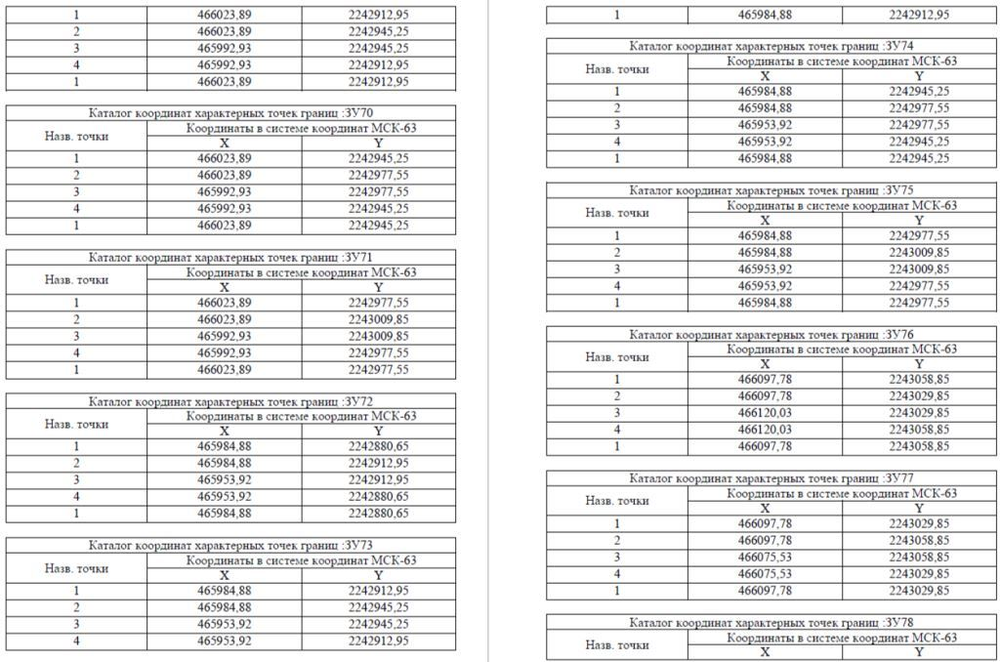 1 466023,89 2242912,95
2 466023,89 2242945,25
3 465992,93 2242945,25
4 465992,93 2242912,95
1 466023,89 2242912,95
Каталог координат характерных точек границ :ЗУ70
Назв. точки Координаты в системе координат МСК-63
X Y
1 466023,89 2242945,25
2 466023,89 2242977,55
3 465992,93 2242977,55
4 465992,93 2242945,25
1 466023,89 2242945,25
Каталог координат характерных точек границ :ЗУ71
Назв. точки Координаты в системе координат МСК-63
X Y
1 466023,89 2242977,55
2 466023,89 2243009,85
3 465992,93 2243009,85
4 465992,93 2242977,55
1 466023,89 2242977,55
Каталог координат характерных точек границ :ЗУ72
Назв. точки Координаты в системе координат МСК-63
X Y
1 465984,88 2242880,65
2 465984,88 2242912,95
3 465953,92 2242912,95
4 465953,92 2242880,65
1 465984,88 2242880,65
Каталог координат характерных точек границ :ЗУ73
Назв. точки Координаты в системе координат МСК-63
X Y
1 465984,88 2242912,95
2 465984,88 2242945,25
3 465953,92 2242945,25
4 465953,92 2242912,95
1 465984,88 2242912,95
Каталог координат характерных точек границ :ЗУ74
Назв. точки Координаты в системе координат МСК-63
X Y
1 465984,88 2242945,25
2 465984,88 2242977,55
3 465953,92 2242977,55
4 465953,92 2242945,25
1 465984,88 2242945,25
Каталог координат характерных точек границ :ЗУ75
Назв. точки Координаты в системе координат МСК-63
X Y
1 465984,88 2242977,55
2 465984,88 2243009,85
3 465953,92 2243009,85
4 465953,92 2242977,55
1 465984,88 2242977,55
Каталог координат характерных точек границ :ЗУ76
Назв. точки Координаты в системе координат МСК-63
X Y
1 466097,78 2243058,85
2 466097,78 2243029,85
3 466120,03 2243029,85
4 466120,03 2243058,85
1 466097,78 2243058,85
Каталог координат характерных точек границ :ЗУ77
Назв. точки Координаты в системе координат МСК-63
X Y
1 466097,78 2243029,85
2 466097,78 2243058,85
3 466075,53 2243058,85
4 466075,53 2243029,85
1 466097,78 2243029,85
Каталог координат характерных точек границ :ЗУ78
Назв. точки Координаты в системе координат МСК-63
X Y